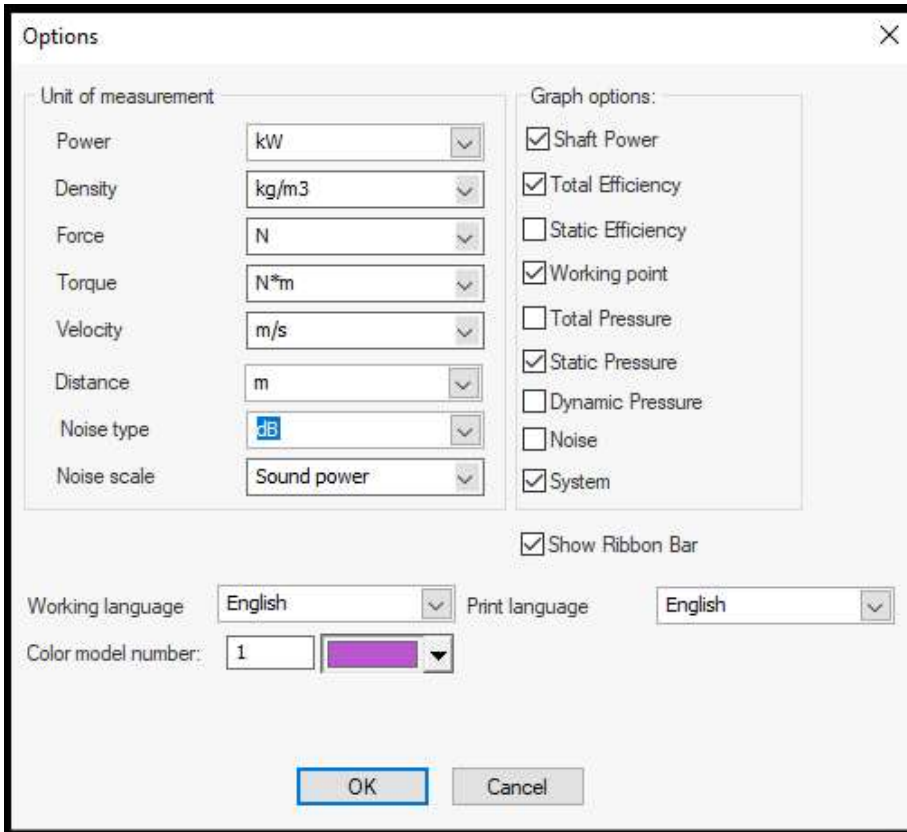 Options
Unit of measurement
Power kW
Density kg/m3
Force N
Torque N*m
Velocity m/s
Distance m
Noise type dB
Noise scale Sound power
Graph options:
Shaft Power
Total Efficiency
Static Efficiency
Working point
Total Pressure
Static Pressure
Dynamic Pressure
Noise
System
Show Ribbon Bar
Working language English Print language English
Color model number: 1
OK Cancel